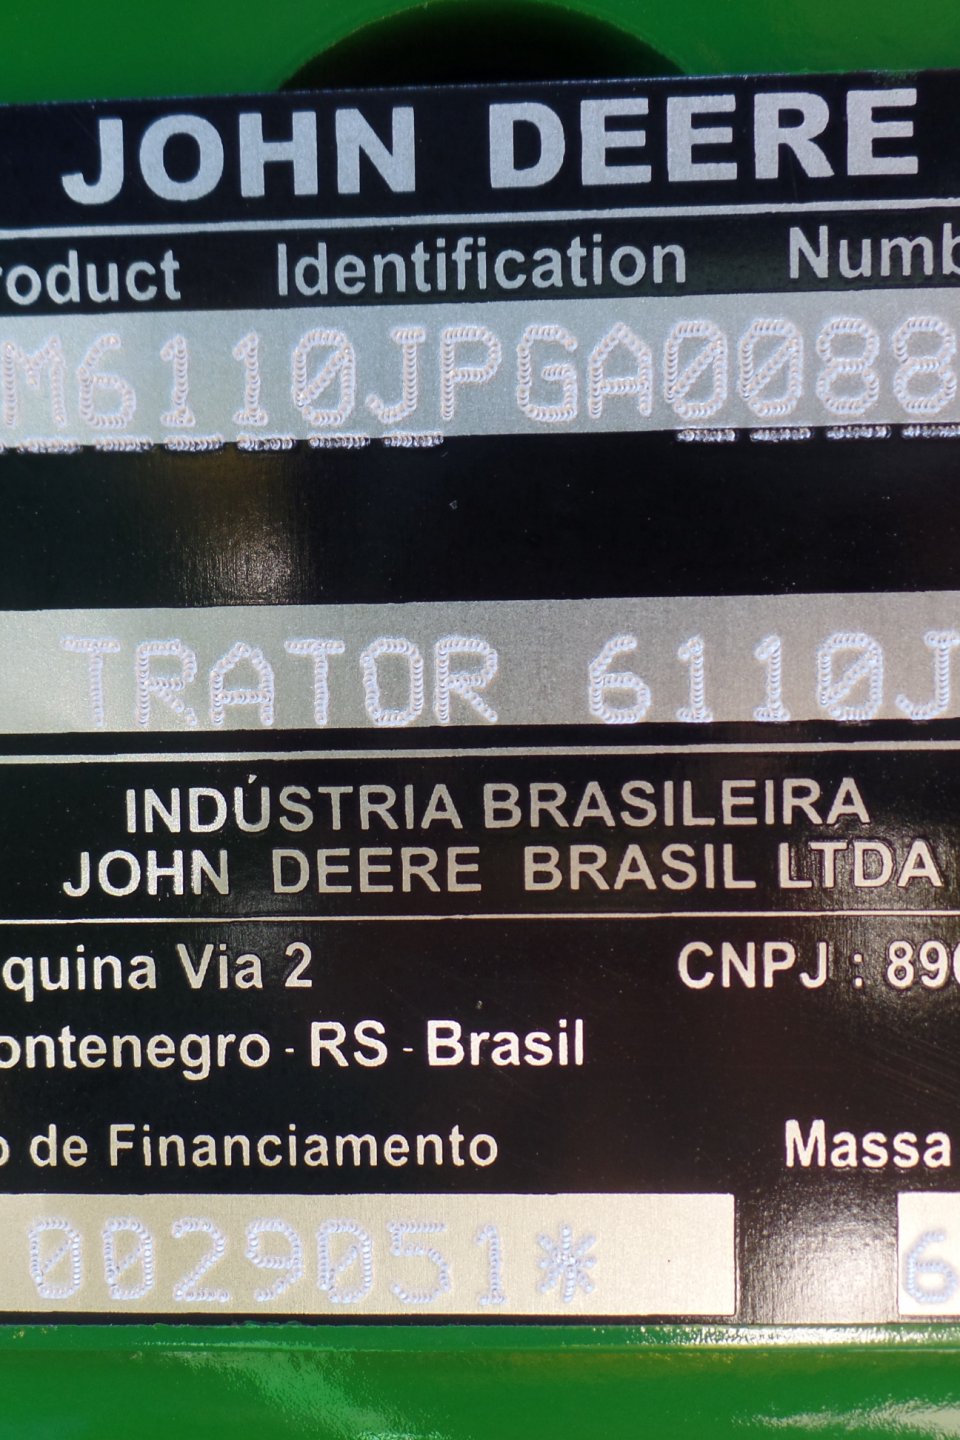 JOHN DEERE
roduct Identification Numb
M6110JPGA0088
TRATOR 6110J
INDÚSTRIA BRASILEIRA
JOHN DEERE BRASIL LTDA
quina Via 2 CNPJ : 890
ontenegro - RS - Brasil
o de Financiamento Massa
0029051* 6